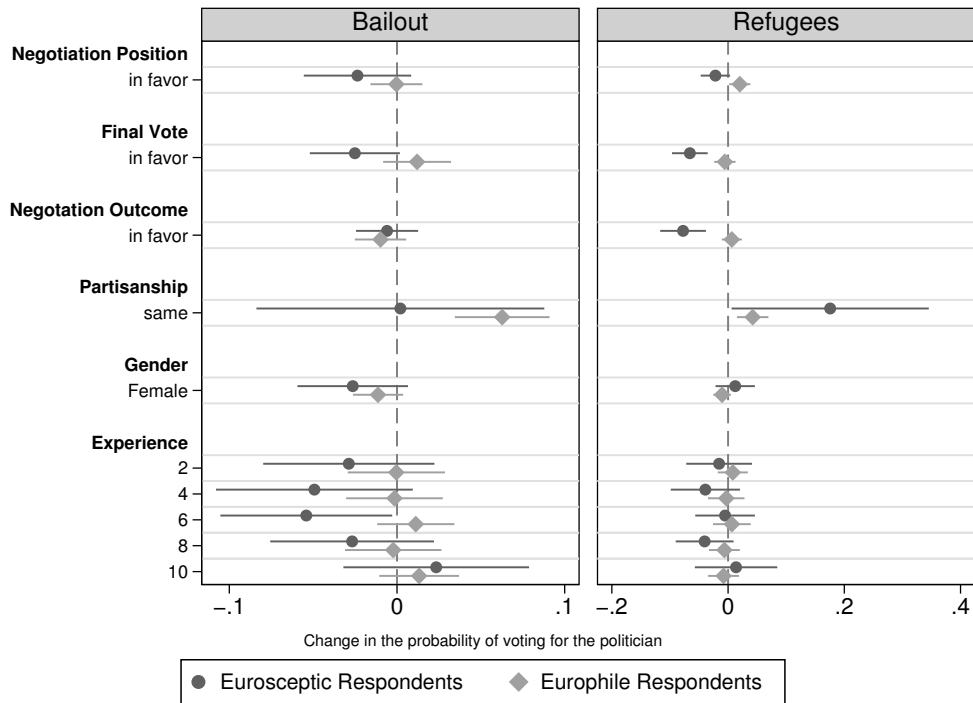 Bailout
Refugees
Negotiation Position
in favor
Final Vote
in favor
Negotation Outcome
in favor
Partisanship
same
Gender
Female
Experience
2
4
6
8
10
−.1 0 .1
−.2 0 .2 .4
Change in the probability of voting for the politician
Eurosceptic Respondents Europhile Respondents